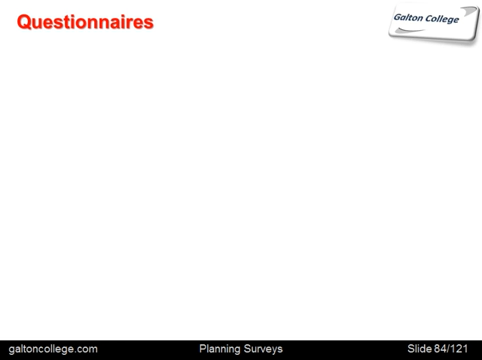 Questionnaires
Galton College
galtoncollege.com
Planning Surveys
Slide 84/121